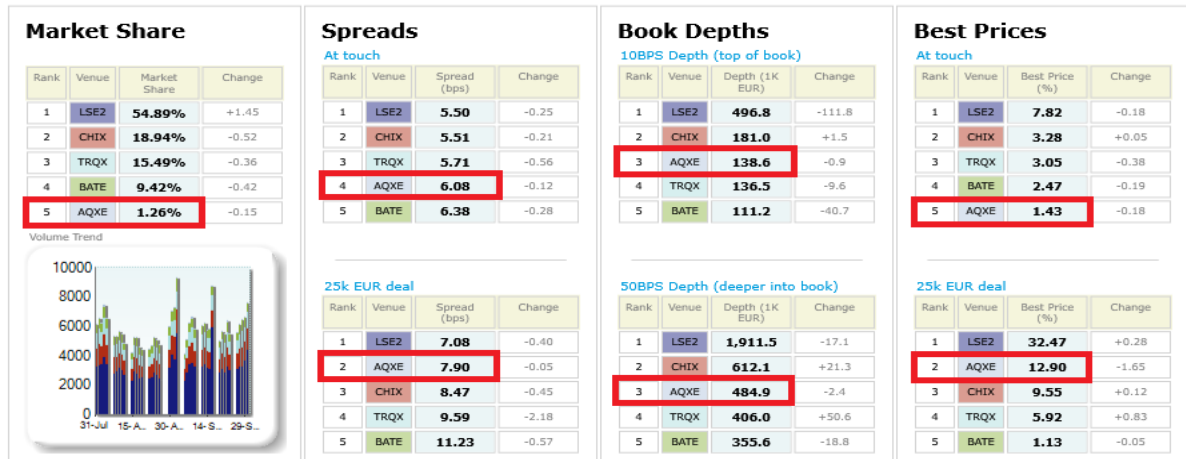 Market Share
Rank Venue Market Share Change
1 LSE2 54.89% +1.45
2 CHIX 18.94% -0.52
3 TRQX 15.49% -0.36
4 BATE 9.42% -0.42
5 AQXE 1.26% -0.15
Volume Trend
10000
8000
6000
4000
2000
0
31-Jul 15- A... 30- A... 14- S... 29-S...
Spreads
At touch
Rank Venue Spread (bps) Change
1 LSE2 5.50 -0.25
2 CHIX 5.51 -0.21
3 TRQX 5.71 -0.56
4 AQXE 6.08 -0.12
5 BATE 6.38 -0.28
25k EUR deal
Rank Venue Spread (bps) Change
1 LSE2 7.08 -0.40
2 AQXE 7.90 -0.05
3 CHIX 8.47 -0.45
4 TRQX 9.59 -2.18
5 BATE 11.23 -0.57
Book Depths
10BPS Depth (top of book)
Rank Venue Depth (1K EUR) Change
1 LSE2 496.8 -111.8
2 CHIX 181.0 +1.5
3 AQXE 138.6 -0.9
4 TRQX 136.5 -9.6
5 BATE 111.2 -40.7
50BPS Depth (deeper into book)
Rank Venue Depth (1K EUR) Change
1 LSE2 1,911.5 -17.1
2 CHIX 612.1 +21.3
3 AQXE 484.9 -2.4
4 TRQX 406.0 +50.6
5 BATE 355.6 -18.8
Best Prices
At touch
Rank Venue Best Price (%) Change
1 LSE2 7.82 -0.18
2 CHIX 3.28 +0.05
3 TRQX 3.05 -0.38
4 BATE 2.47 -0.19
5 AQXE 1.43 -0.18
25k EUR deal
Rank Venue Best Price (%) Change
1 LSE2 32.47 +0.28
2 AQXE 12.90 -1.65
3 CHIX 9.55 +0.12
4 TRQX 5.92 +0.83
5 BATE 1.13 -0.05